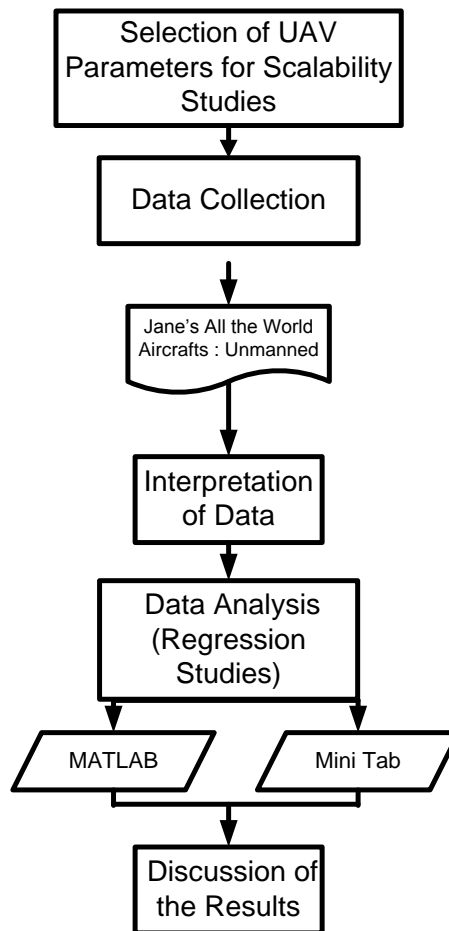 Selection of UAV
Parameters for Scalability
Studies
Data Collection
Jane's All the World
Aircrafts : Unmanned
Interpretation
of Data
Data Analysis
(Regression
Studies)
MATLAB
Mini Tab
Discussion of
the Results